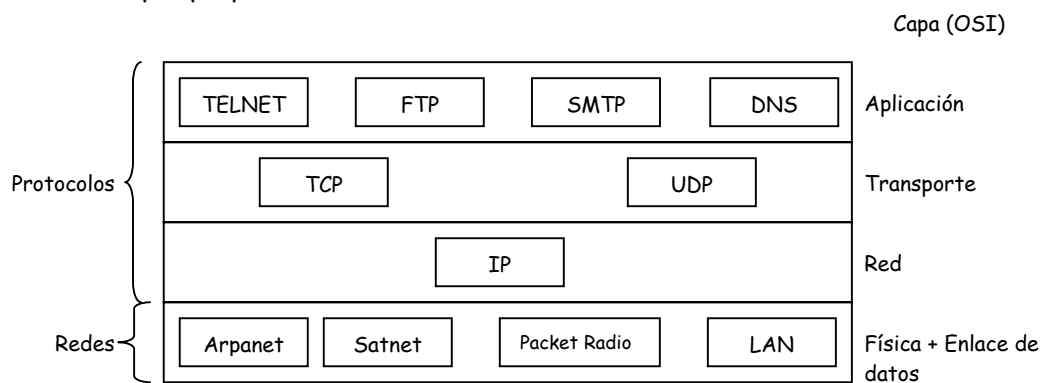 Capa (OSI)
TELNET FTP SMTP DNS Aplicación
Protocolos TCP UDP Transporte
IP Red
Redes Arpanet Satnet Packet Radio LAN Física + Enlace de
datos